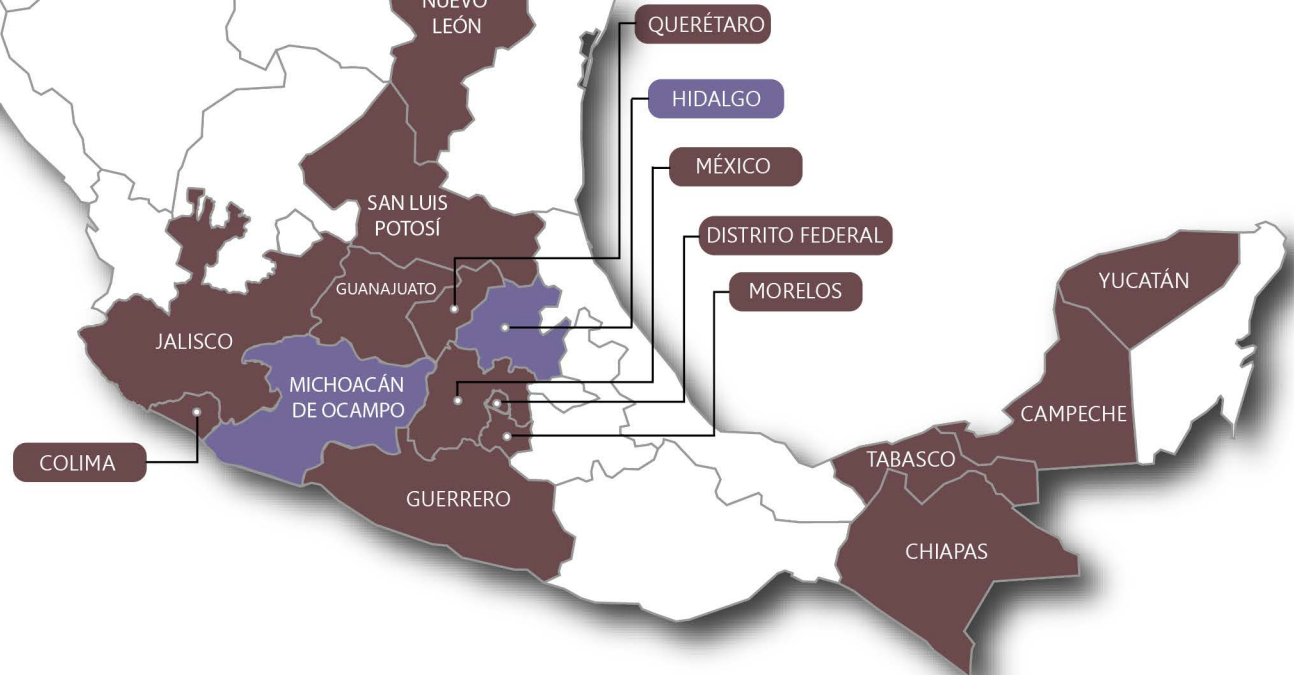 NUEVO
LEÓN
QUERÉTARO
HIDALGO
MÉXICO
SAN LUIS
POTOSÍ
DISTRITO FEDERAL
GUANAJUATO
MORELOS
YUCATÁN
JALISCO
MICHOACÁN
DE OCAMPO
CAMPECHE
COLIMA
TABASCO
GUERRERO
CHIAPAS